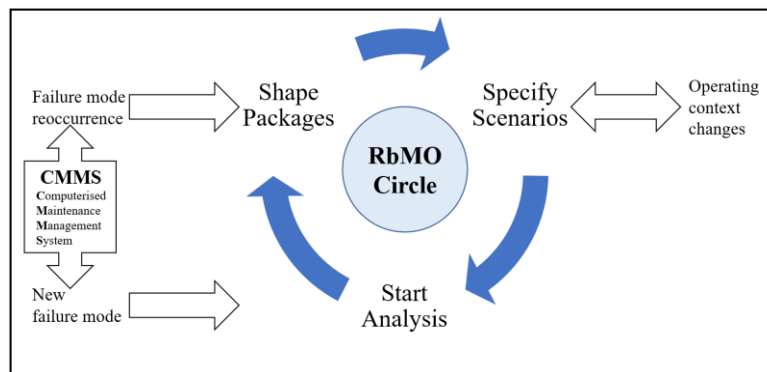 Failure mode
reoccurrence
Shape
Packages
Specify
Scenarios
Operating
context
changes
RbMO
Circle
CMMS
Computerised
Maintenance
Management
System
New
failure mode
Start
Analysis